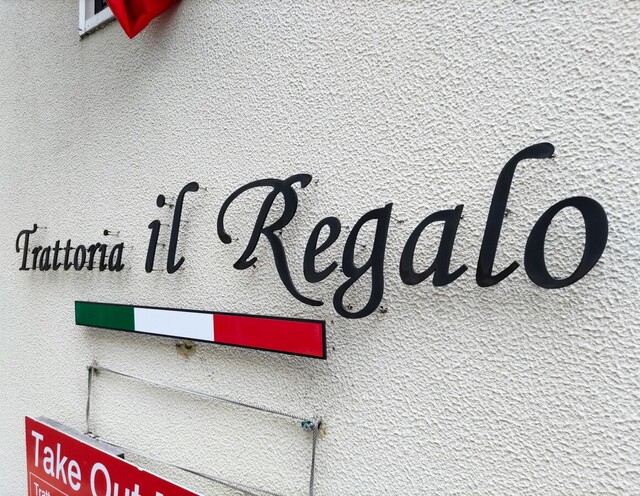 Trattoria il Regalo
Take Out